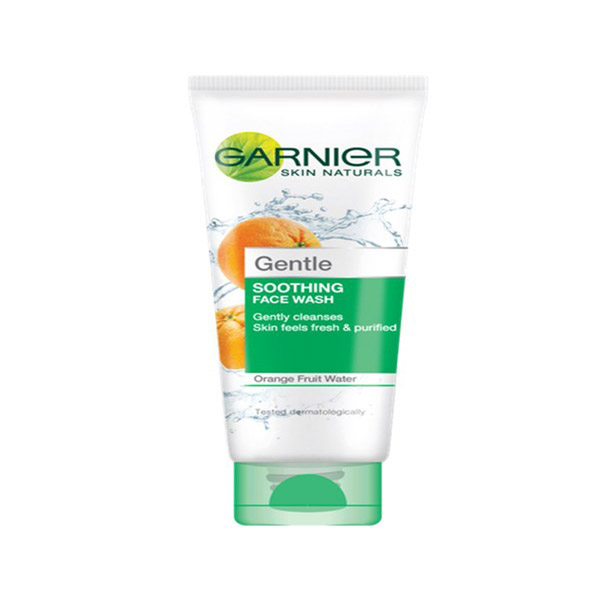 GARNIER
SKIN NATURALS
Gentle
SOOTHING
FACE WASH
Gently cleanses
Skin feels fresh & purified
Orange Fruit Water
Tested dermatologically